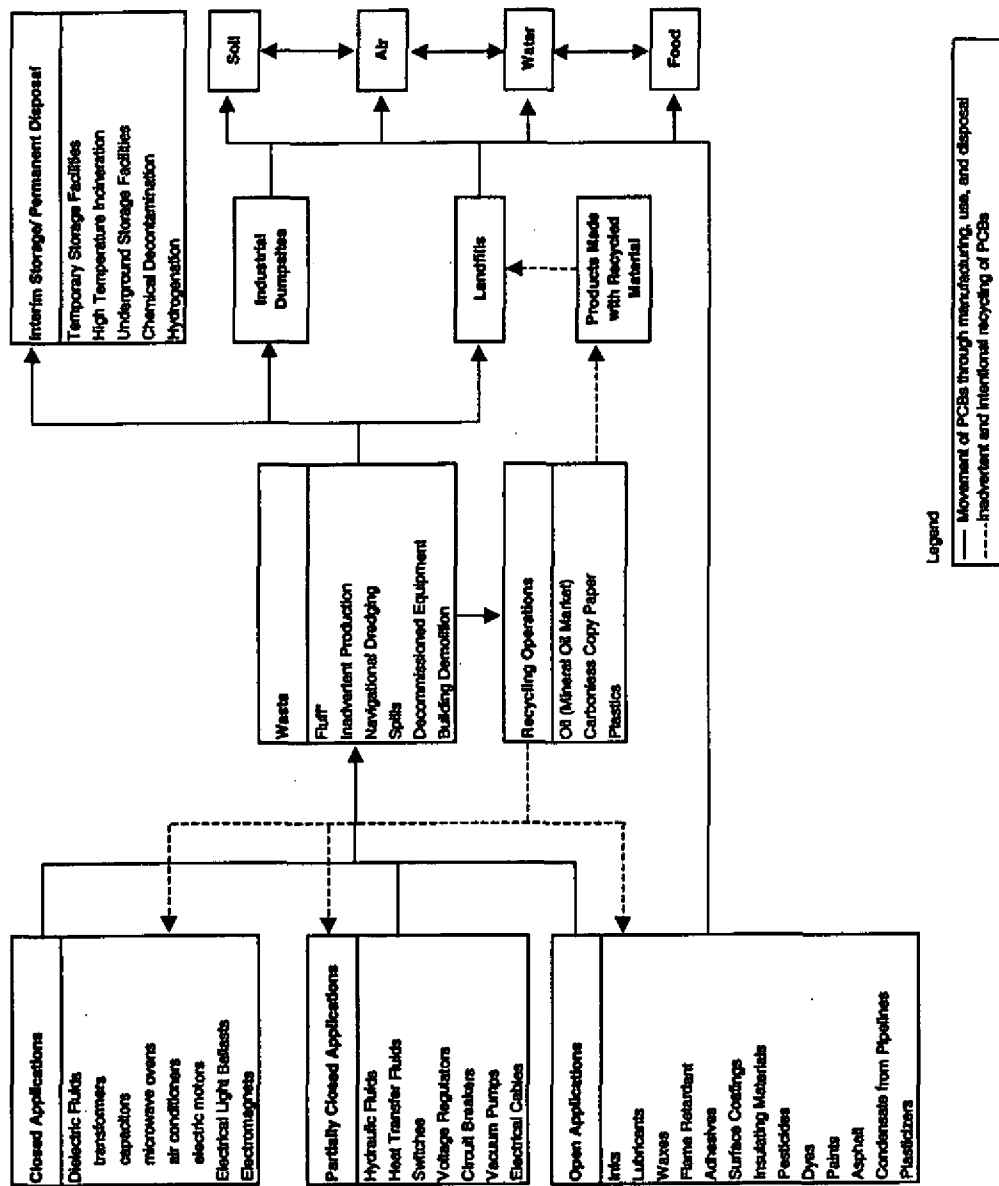 Closed Applications
Dielectric Fluids
transformers
capacitors
microwave ovens
air conditioners
electric motors
Electrical Light Ballasts
Electromagnets
Partially Closed Applications
Hydraulic Fluids
Heat Transfer Fluids
Switches
Voltage Regulators
Circuit Breakers
Vacuum Pumps
Electrical Cables
Open Applications
Inks
Lubricants
Waxes
Flame Retardant
Adhesives
Surface Coatings
Insulating Materials
Pesticides
Dyes
Paints
Asphalt
Condensate from Pipelines
Plasticizers
Waste
Fluff*
Inadvertent Production
Navigational Dredging
Spills
Decommissioned Equipment
Building Demolition
Recycling Operations
Oil (Mineral Oil Market)
Carbonless Copy Paper
Plastics
Interim Storage/ Permanent Disposal
Temporary Storage Facilities
High Temperature Incineration
Underground Storage Facilities
Chemical Decontamination
Hydrogenation
Industrial
Dumpsites
Landfills
Products Made
with Recycled
Material
Soil
Air
Water
Food
Legend
Movement of PCBs through manufacturing, use, and disposal
Inadvertent and intentional recycling of PCBs